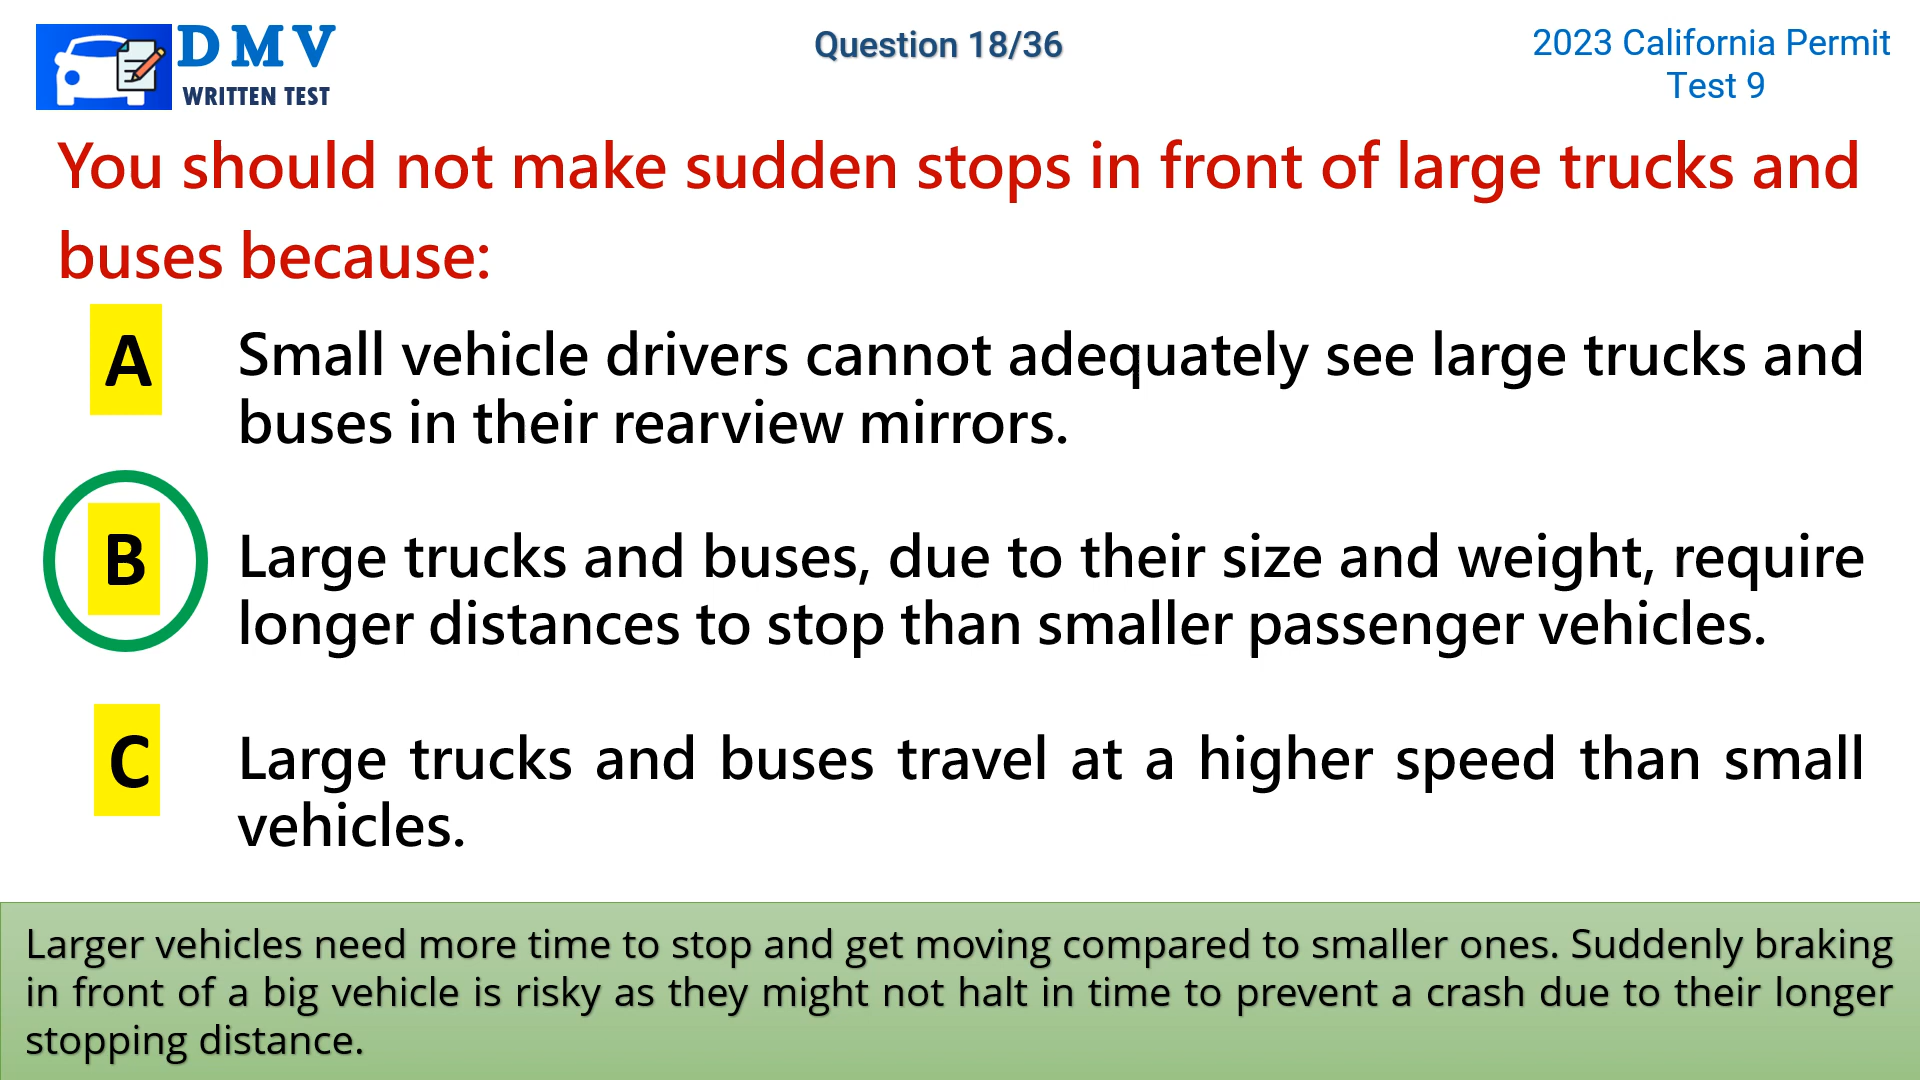 DMV
WRITTEN TEST
Question 18/36
2023 California Permit
Test 9
You should not make sudden stops in front of large trucks and
buses because:
A
Small vehicle drivers cannot adequately see large trucks and
buses in their rearview mirrors.
B
Large trucks and buses, due to their size and weight, require
longer distances to stop than smaller passenger vehicles.
C
Large trucks and buses travel at a higher speed than small
vehicles.
Larger vehicles need more time to stop and get moving compared to smaller ones. Suddenly braking
in front of a big vehicle is risky as they might not halt in time to prevent a crash due to their longer
stopping distance.